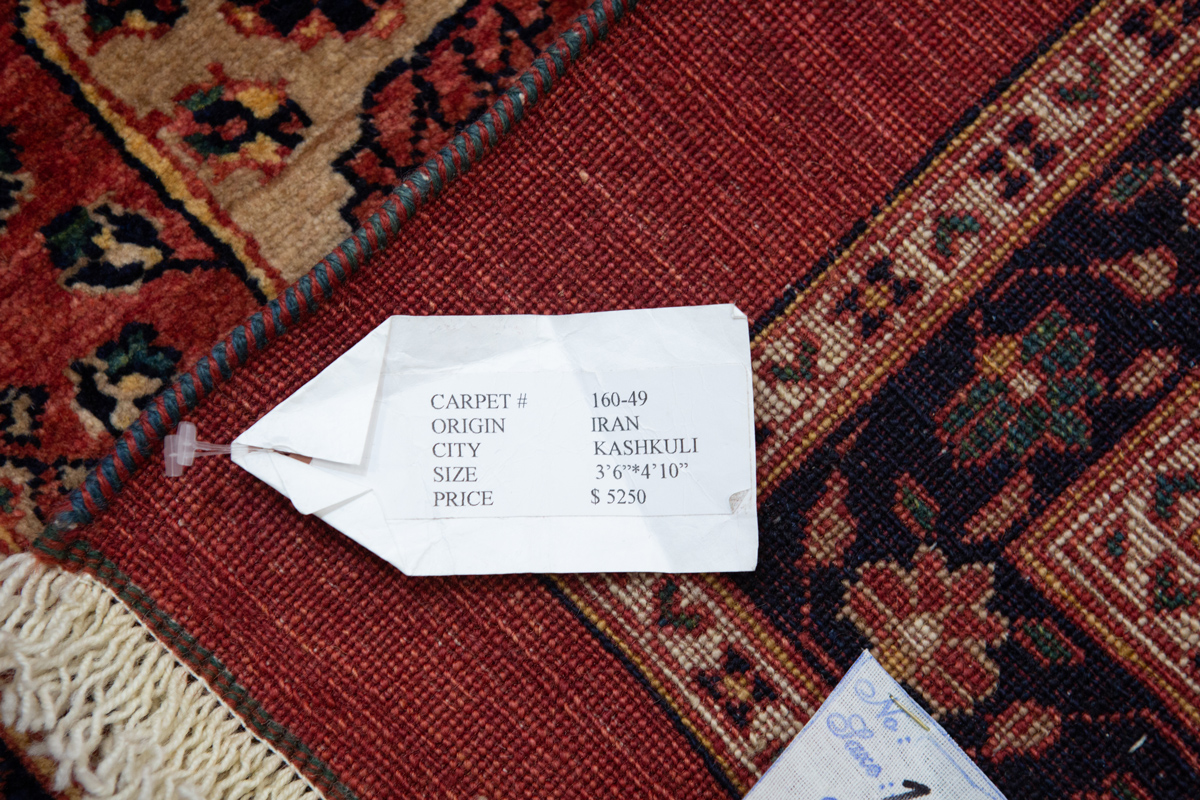 CARPET # 160-49
ORIGIN IRAN
CITY KASHKULI
SIZE 3'6”*4'10”
PRICE $ 5250
No: